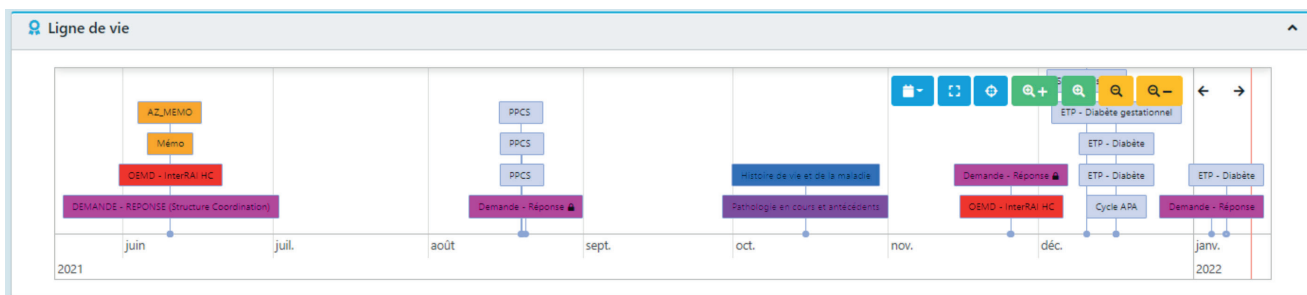 Ligne de vie
AZ_MEMO
Mémo
OEMD - InterRAI HC
DEMANDE - REPONSE (Structure Coordination)
PPCS
PPCS
PPCS
Demande - Réponse
Histoire de vie et de la maladie
Pathologie en cours et antécédents
Demande - Réponse
OEMD - InterRAI HC
ETP - Diabète gestationnel
ETP - Diabète
ETP - Diabète
Cycle APA
ETP - Diabète
Demande - Réponse
juin juil. août sept. oct. nov. déc. janv.
2021 2022